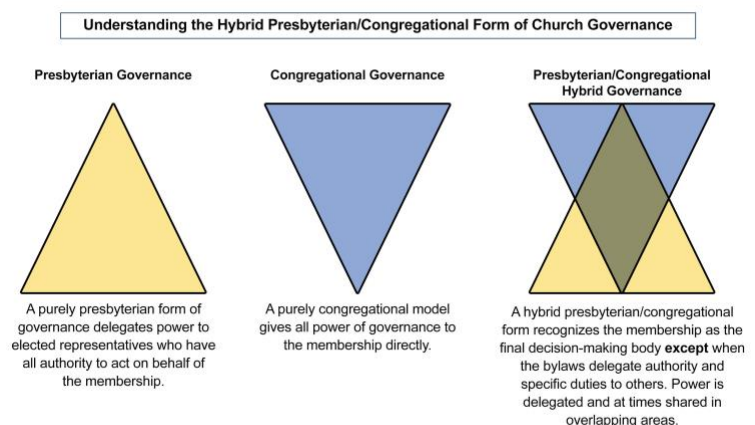 Understanding the Hybrid Presbyterian/Congregational Form of Church Governance
Presbyterian Governance
A purely presbyterian form of
governance delegates power to
elected representatives who have
all authority to act on behalf of
the membership.
Congregational Governance
A purely congregational model
gives all power of governance to
the membership directly.
Presbyterian/Congregational
Hybrid Governance
A hybrid presbyterian/congregational
form recognizes the membership as the
final decision-making body except when
the bylaws delegate authority and
specific duties to others. Power is
delegated and at times shared in
overlapping areas.